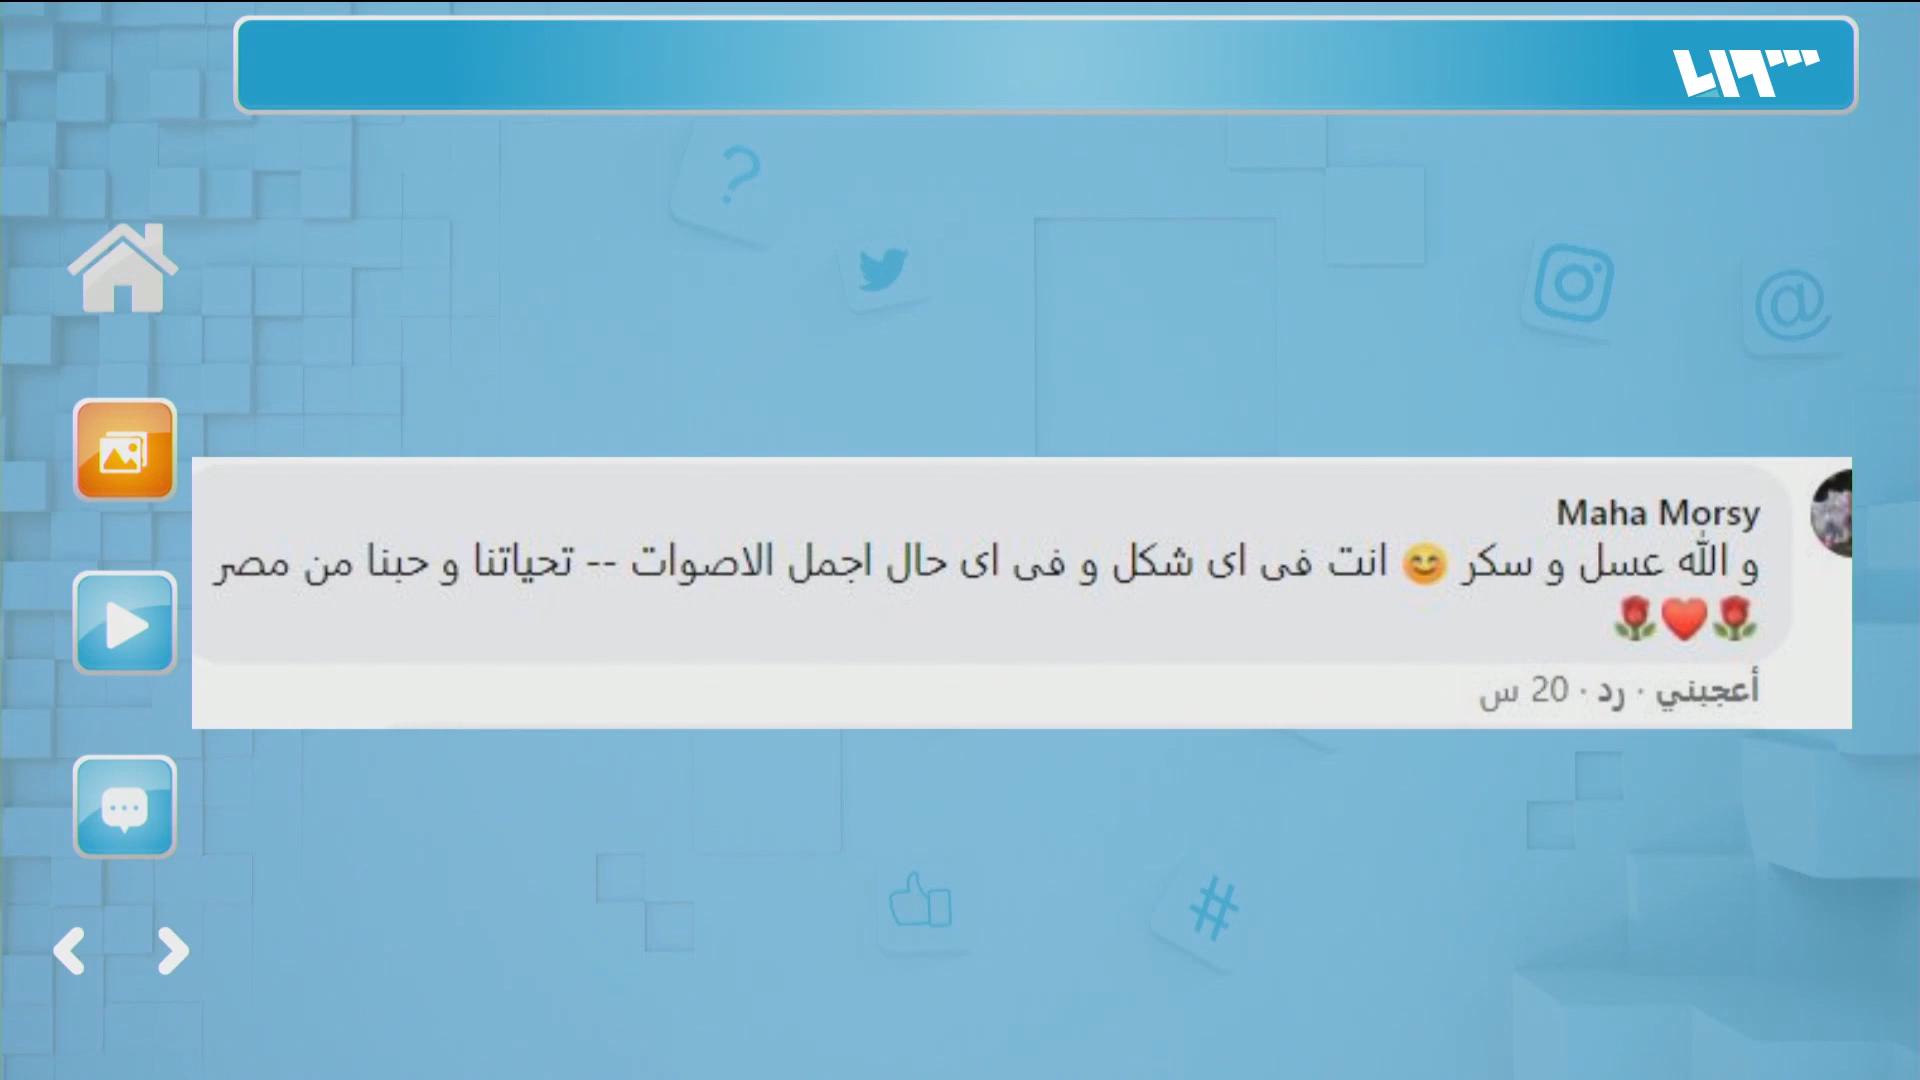 Maha Morsy
و الله عسل و سكر 😊 انت فى اى شكل و فى اى حال اجمل الاصوات -- تحياتنا و حبنا من مصر
🌹❤️🌹
أعجبني · رد · 20 س